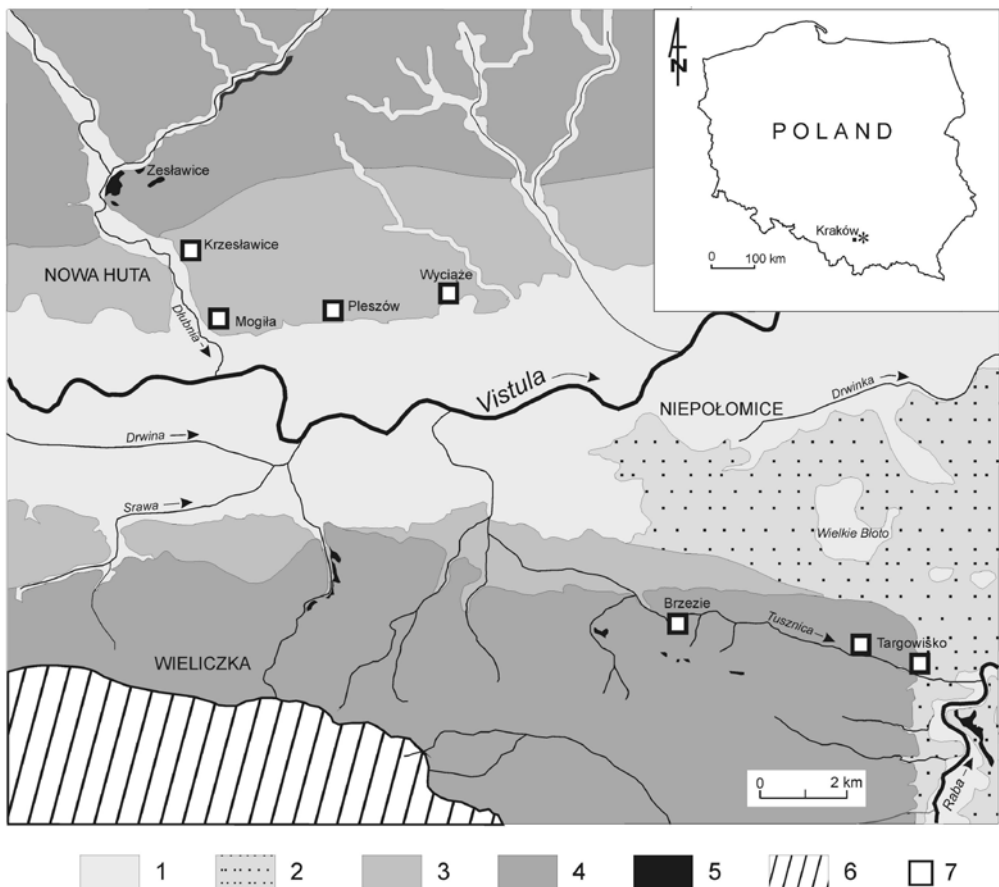 N
POLAND
Kraków
*
0 100 km
Zesławice
Krzesławice
NOWA HUTA
Wyciąże
Pleszów
Mogiła
Dłubnia
Vistula
Drwinka
NIEPOŁOMICE
Drwina
Srawa
Wielkie Błoto
Brzezie
Tusznica
Targowisko
WIELICZKA
0 2 km
Raba
1 2 3 4 5 6 7